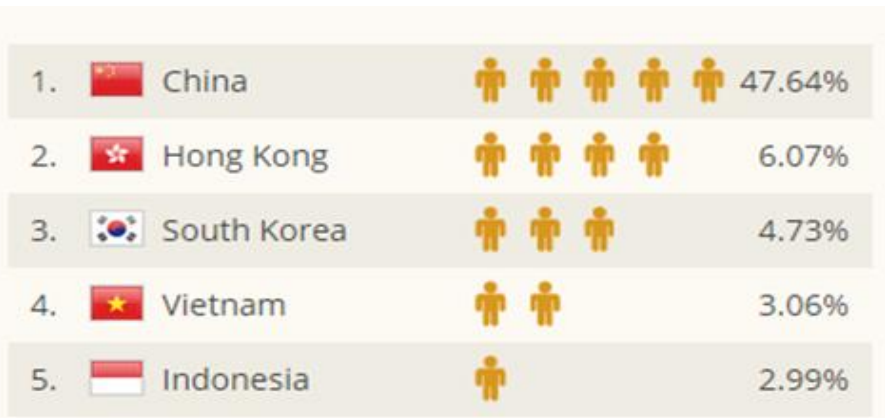 1. China 47.64%
2. Hong Kong 6.07%
3. South Korea 4.73%
4. Vietnam 3.06%
5. Indonesia 2.99%